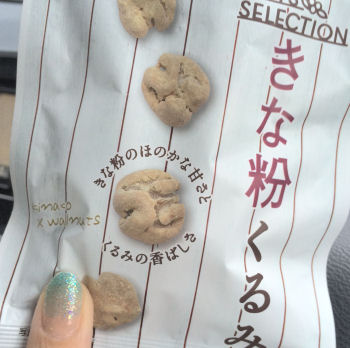 SELECTION
きな粉くるみ
きな粉のほのかな甘さと
くるみの香ばしさ
kinaco
x walnuts